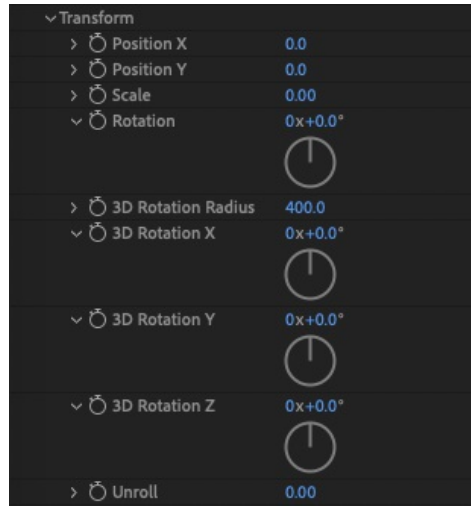 Transform
Position X 0.0
Position Y 0.0
Scale 0.00
Rotation 0x+0.0°
3D Rotation Radius 400.0
3D Rotation X 0x+0.0°
3D Rotation Y 0x+0.0°
3D Rotation Z 0x+0.0°
Unroll 0.00